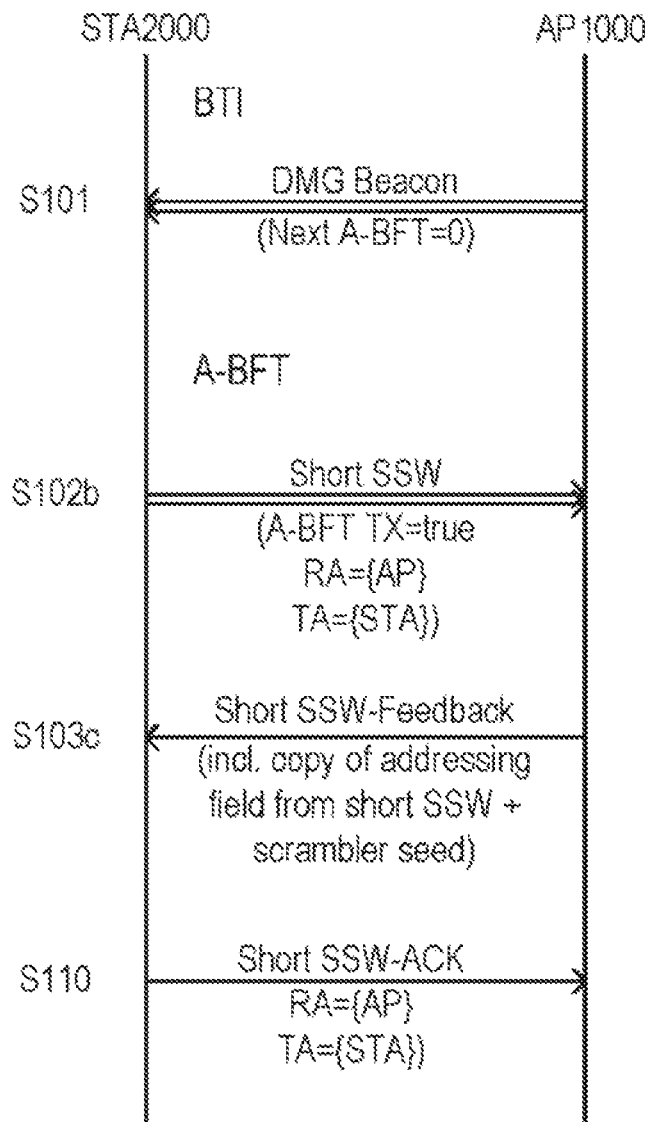 STA2000
AP1000
BTI
S101
DMG Beacon
(Next A-BFT=0)
A-BFT
S102b
Short SSW
(A-BFT TX=true
RA={AP}
TA={STA})
S103c
Short SSW-Feedback
(incl. copy of addressing
field from short SSW +
scrambler seed)
S110
Short SSW-ACK
RA={AP}
TA={STA})